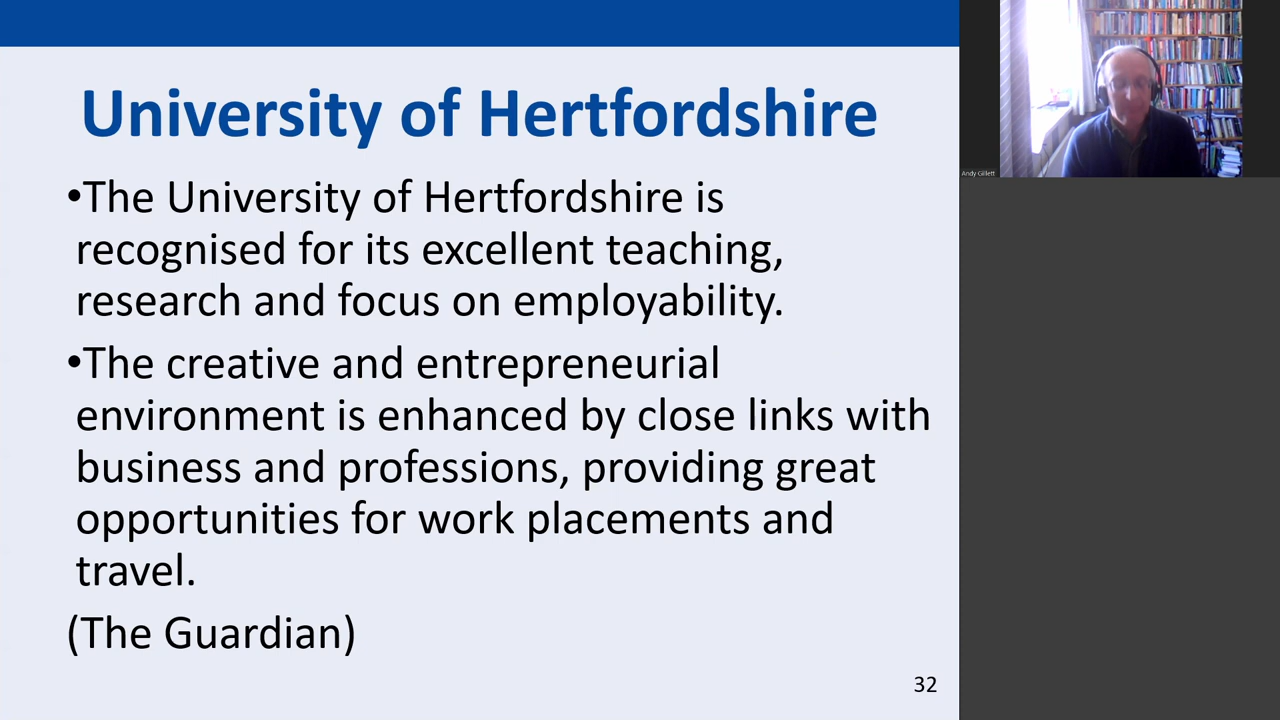 University of Hertfordshire
•The University of Hertfordshire is
recognised for its excellent teaching,
research and focus on employability.
•The creative and entrepreneurial
environment is enhanced by close links with
business and professions, providing great
opportunities for work placements and
travel.
(The Guardian)
32
Andy Gillett